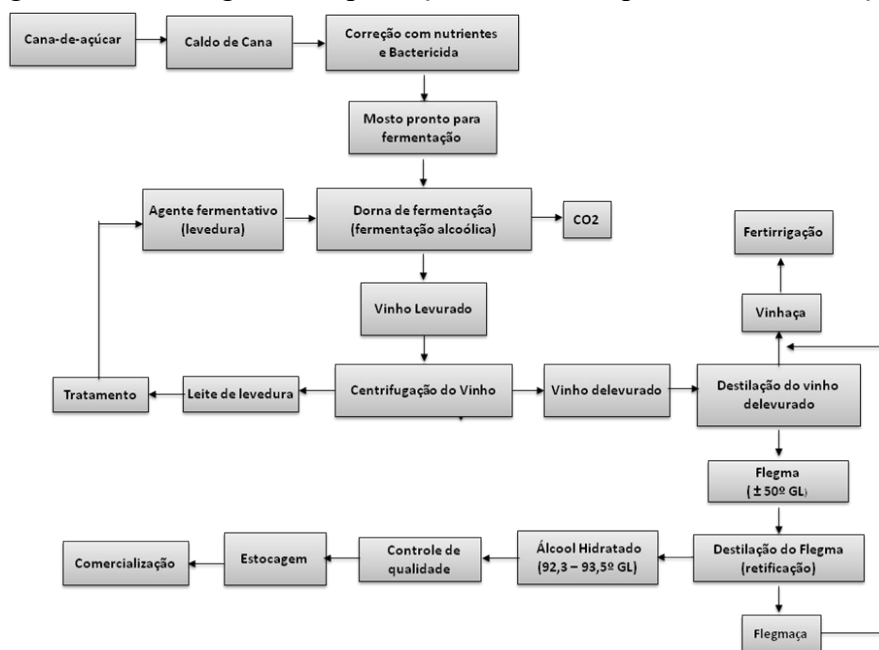 Cana-de-açúcar
Caldo de Cana
Correção com nutrientes
e Bactericida
Mosto pronto para
fermentação
Agente fermentativo
(levedura)
Dorna de fermentação
(fermentação alcoólica)
CO2
Fertirrigação
Vinho Levurado
Vinhaça
Tratamento
Leite de levedura
Centrifugação do Vinho
Vinho delevurado
Destilação do vinho
delevurado
Flegma
( ± 50º GL)
Comercialização
Estocagem
Controle de
qualidade
Álcool Hidratado
(92,3 – 93,5º GL)
Destilação do Flegma
(retificação)
Flegmaça